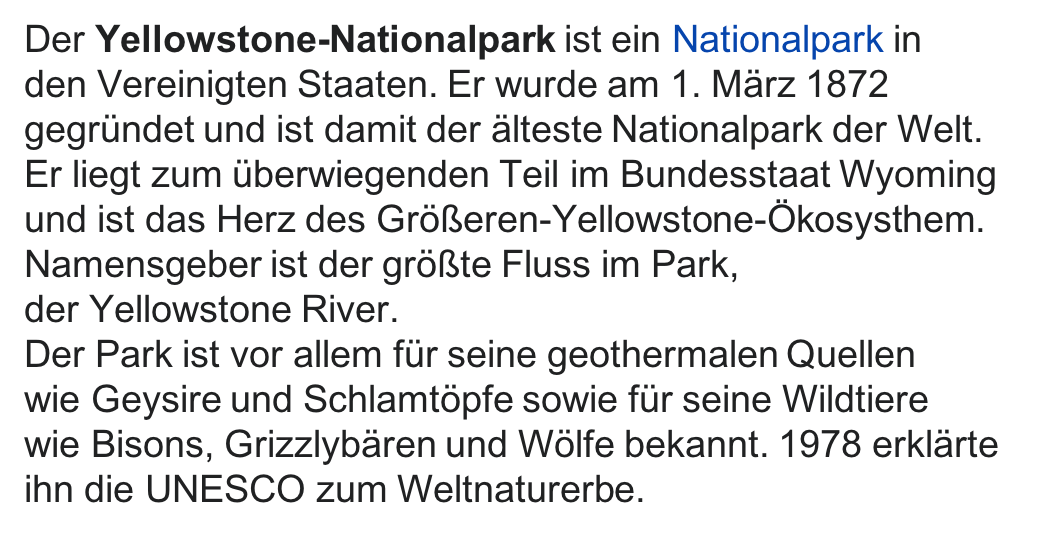 Der Yellowstone-Nationalpark ist ein Nationalpark in
den Vereinigten Staaten. Er wurde am 1. März 1872
gegründet und ist damit der älteste Nationalpark der Welt.
Er liegt zum überwiegenden Teil im Bundesstaat Wyoming
und ist das Herz des Größeren-Yellowstone-Ökosysthem.
Namensgeber ist der größte Fluss im Park,
der Yellowstone River.
Der Park ist vor allem für seine geothermalen Quellen
wie Geysire und Schlamtöpfe sowie für seine Wildtiere
wie Bisons, Grizzlybären und Wölfe bekannt. 1978 erklärte
ihn die UNESCO zum Weltnaturerbe.